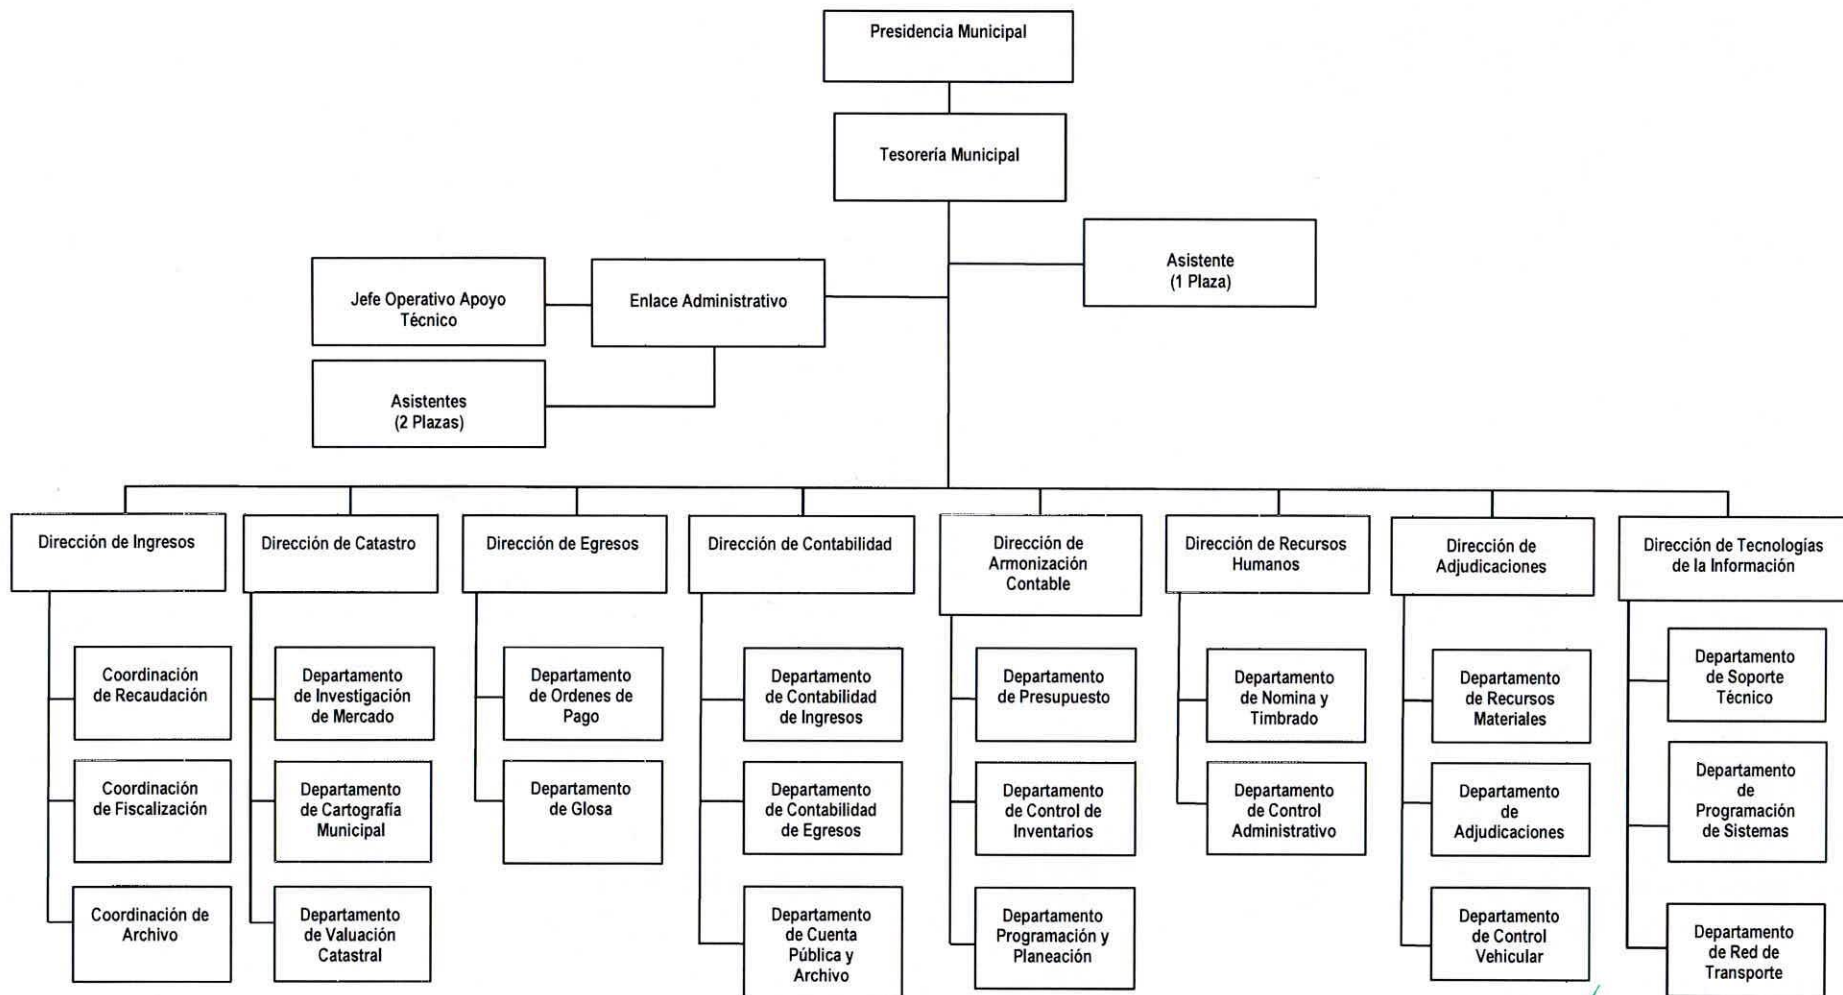 Presidencia Municipal
Tesorería Municipal
Asistente
(1 Plaza)
Jefe Operativo Apoyo
Técnico
Enlace Administrativo
Asistentes
(2 Plazas)
Dirección de Ingresos
Dirección de Catastro
Dirección de Egresos
Dirección de Contabilidad
Dirección de
Armonización
Contable
Dirección de Recursos
Humanos
Dirección de
Adjudicaciones
Dirección de Tecnologías
de la Información
Coordinación
de Recaudación
Departamento
de Investigación
de Mercado
Departamento
de Ordenes de
Pago
Departamento
de Contabilidad
de Ingresos
Departamento
de Presupuesto
Departamento
de Nomina y
Timbrado
Departamento
de Recursos
Materiales
Departamento
de Soporte
Técnico
Coordinación
de Fiscalización
Departamento
de Cartografía
Municipal
Departamento
de Glosa
Departamento
de Contabilidad
de Egresos
Departamento
de Control de
Inventarios
Departamento
de Control
Administrativo
Departamento
de
Adjudicaciones
Departamento
de
Programación
de Sistemas
Coordinación de
Archivo
Departamento
de Valuación
Catastral
Departamento
de Cuenta
Pública y
Archivo
Departamento
Programación y
Planeación
Departamento
de Control
Vehicular
Departamento
de Red de
Transporte